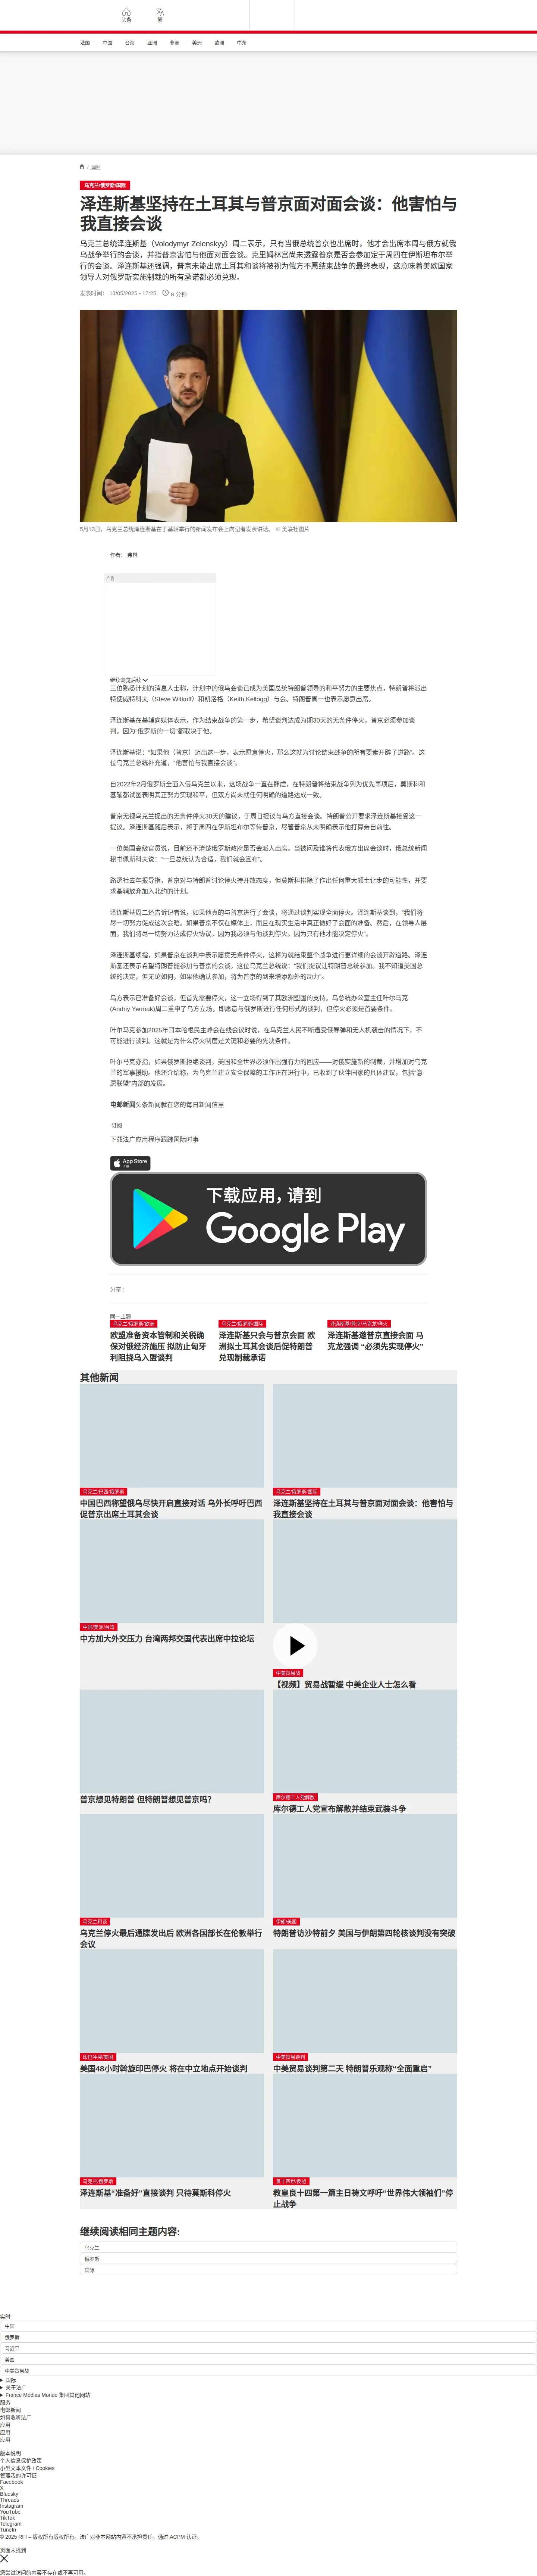 头条
繁
法国
中国
台海
亚洲
非洲
美洲
欧洲
中东
/ 国际
乌克兰/俄罗斯/国际
泽连斯基坚持在土耳其与普京面对面会谈：他害怕与
我直接会谈
乌克兰总统泽连斯基（Volodymyr Zelenskyy）周二表示，只有当俄总统普京也出席时，他才会出席本周与俄方就俄
乌战争举行的会谈，并指普京害怕与他面对面会谈。克里姆林宫尚未透露普京是否会参加定于周四在伊斯坦布尔举
行的会谈。泽连斯基还强调，普京未能出席土耳其和谈将被视为俄方不愿结束战争的最终表现，这意味着美欧国家
领导人对俄罗斯实施制裁的所有承诺都必须兑现。
发表时间： 13/05/2025 - 17:25
8 分钟
5月13日，乌克兰总统泽连斯基在于基辅举行的新闻发布会上向记者发表讲话。 © 美联社图片
作者： 弗林
广告
继续浏览后续
三位熟悉计划的消息人士称，计划中的俄乌会谈已成为美国总统特朗普领导的和平努力的主要焦点，特朗普将派出
特使威特科夫（Steve Witkoff）和凯洛格（Keith Kellogg）与会。特朗普周一也表示愿意出席。
泽连斯基在基辅向媒体表示，作为结束战争的第一步，希望谈判达成为期30天的无条件停火，普京必须参加谈
判，因为“俄罗斯的一切”都取决于他。
泽连斯基说：“如果他（普京）迈出这一步，表示愿意停火，那么这就为讨论结束战争的所有要素开辟了道路”。这
位乌克兰总统补充道，“他害怕与我直接会谈”。
自2022年2月俄罗斯全面入侵乌克兰以来，这场战争一直在肆虐，在特朗普将结束战争列为优先事项后，莫斯科和
基辅都试图表明其正努力实现和平，但双方尚未就任何明确的道路达成一致。
普京无视乌克兰提出的无条件停火30天的建议，于周日提议与乌方直接会谈。特朗普公开要求泽连斯基接受这一
提议。泽连斯基随后表示，将于周四在伊斯坦布尔等待普京，尽管普京从未明确表示他打算亲自前往。
一位美国高级官员说，目前还不清楚俄罗斯政府是否会派人出席。当被问及谁将代表俄方出席会谈时，俄总统新闻
秘书佩斯科夫说：“一旦总统认为合适，我们就会宣布”。
路透社去年报导指，普京对与特朗普讨论停火持开放态度，但莫斯科排除了作出任何重大领土让步的可能性，并要
求基辅放弃加入北约的计划。
泽连斯基周二还告诉记者说，如果他真的与普京进行了会谈，将通过谈判实现全面停火。泽连斯基谈到，“我们将
尽一切努力促成这次会晤。如果普京不仅在媒体上，而且在现实生活中真正做好了会面的准备。然后，在领导人层
面，我们将尽一切努力达成停火协议，因为我必须与他谈判停火。因为只有他才能决定停火”。
泽连斯基续指，如果普京在谈判中表示愿意无条件停火，这将为就结束整个战争进行更详细的会谈开辟道路。泽连
斯基还表示希望特朗普能参加与普京的会谈。这位乌克兰总统说：“我们提议让特朗普总统参加。我不知道美国总
统的决定，但无论如何，如果他确认参加，将为普京的到来增添额外的动力”。
乌方表示已准备好会谈，但首先需要停火，这一立场得到了其欧洲盟国的支持。乌总统办公室主任叶尔马克
(Andriy Yermak)周二重申了乌方立场，即愿意与俄罗斯进行任何形式的谈判，但停火必须是首要条件。
叶尔马克参加2025年哥本哈根民主峰会在线会议时说，在乌克兰人民不断遭受俄导弹和无人机袭击的情况下，不
可能进行谈判。这就是为什么停火制度是关键和必要的先决条件。
叶尔马克亦指，如果俄罗斯拒绝谈判，美国和全世界必须作出强有力的回应——对俄实施新的制裁，并增加对乌克
兰的军事援助。他还介绍称，为乌克兰建立安全保障的工作正在进行中，已收到了伙伴国家的具体建议，包括“意
愿联盟”内部的发展。
电邮新闻头条新闻就在您的每日新闻信里
订阅
下载法广应用程序跟踪国际时事
App Store
下载
下载应用，请到
Google Play
分享 :
同一主题
乌克兰/俄罗斯/欧洲
欧盟准备资本管制和关税确
保对俄经济施压 拟防止匈牙
利阻挠乌入盟谈判
乌克兰/俄罗斯/国际
泽连斯基只会与普京会面 欧
洲拟土耳其会谈后促特朗普
兑现制裁承诺
泽连斯基/普京/马克龙/停火
泽连斯基邀普京直接会面 马
克龙强调 “必须先实现停火”
其他新闻
乌克兰/巴西/俄罗斯
中国巴西称望俄乌尽快开启直接对话 乌外长呼吁巴西
促普京出席土耳其会谈
乌克兰/俄罗斯/国际
泽连斯基坚持在土耳其与普京面对面会谈：他害怕与
我直接会谈
中国/美洲/台湾
中方加大外交压力 台湾两邦交国代表出席中拉论坛
中美贸易战
【视频】贸易战暂缓 中美企业人士怎么看
普京想见特朗普 但特朗普想见普京吗？
库尔德工人党解散
库尔德工人党宣布解散并结束武装斗争
乌克兰和谈
乌克兰停火最后通牒发出后 欧洲各国部长在伦敦举行
会议
伊朗/美国
特朗普访沙特前夕 美国与伊朗第四轮核谈判没有突破
印巴冲突/美国
美国48小时斡旋印巴停火 将在中立地点开始谈判
中美贸易谈判
中美贸易谈判第二天 特朗普乐观称“全面重启”
乌克兰/俄罗斯
泽连斯基“准备好”直接谈判 只待莫斯科停火
良十四世/反战
教皇良十四第一篇主日祷文呼吁“世界伟大领袖们”停
止战争
继续阅读相同主题内容:
乌克兰
俄罗斯
国际
实时
中国
俄罗斯
习近平
美国
中美贸易战
国际
关于法广
France Médias Monde 集团其他网站
服务
电邮新闻
如何收听法广
应用
应用
应用
版本说明
个人信息保护政策
小型文本文件 / Cookies
管理我的许可证
Facebook
X
Bluesky
Threads
Instagram
YouTube
TikTok
Telegram
TuneIn
© 2025 RFI – 版权所有版权所有。法广对非本网站内容不承担责任。通过 ACPM 认证。
页面未找到
您尝试访问的内容不存在或不再可用。